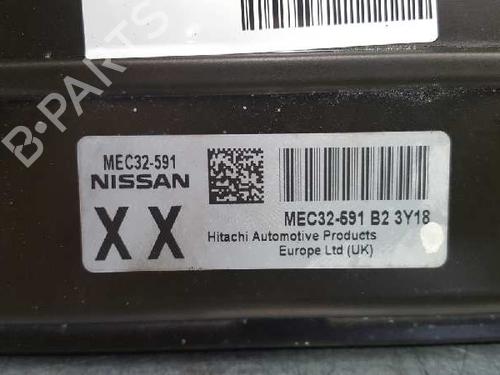 B-PARTS
MEC32-591
NISSAN
XX
MEC32-591 B2 3Y18
Hitachi Automotive Products
Europe Ltd (UK)